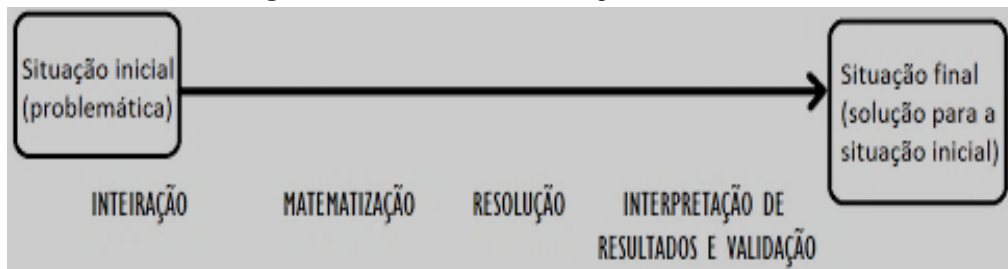 Situação inicial
(problemática)
Situação final
(solução para a
situação inicial)
INTEIRAÇÃO
MATEMATIZAÇÃO
RESOLUÇÃO
INTERPRETAÇÃO DE
RESULTADOS E VALIDAÇÃO